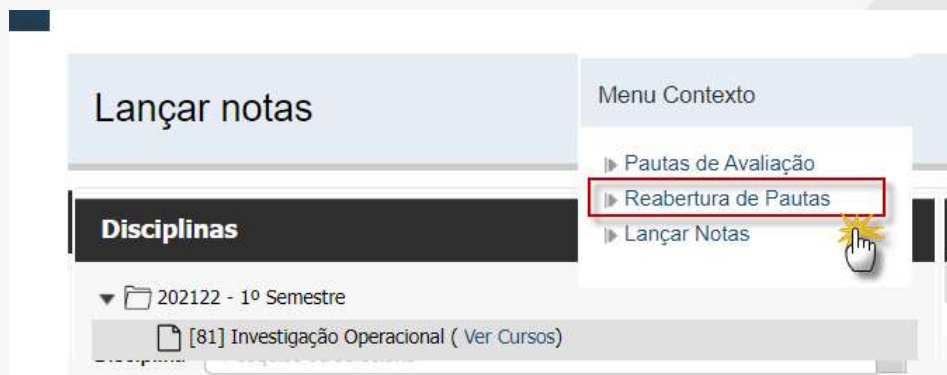 Lançar notas
Menu Contexto
Pautas de Avaliação
Reabertura de Pautas
Lançar Notas
Disciplinas
202122 - 1º Semestre
[81] Investigação Operacional ( Ver Cursos)